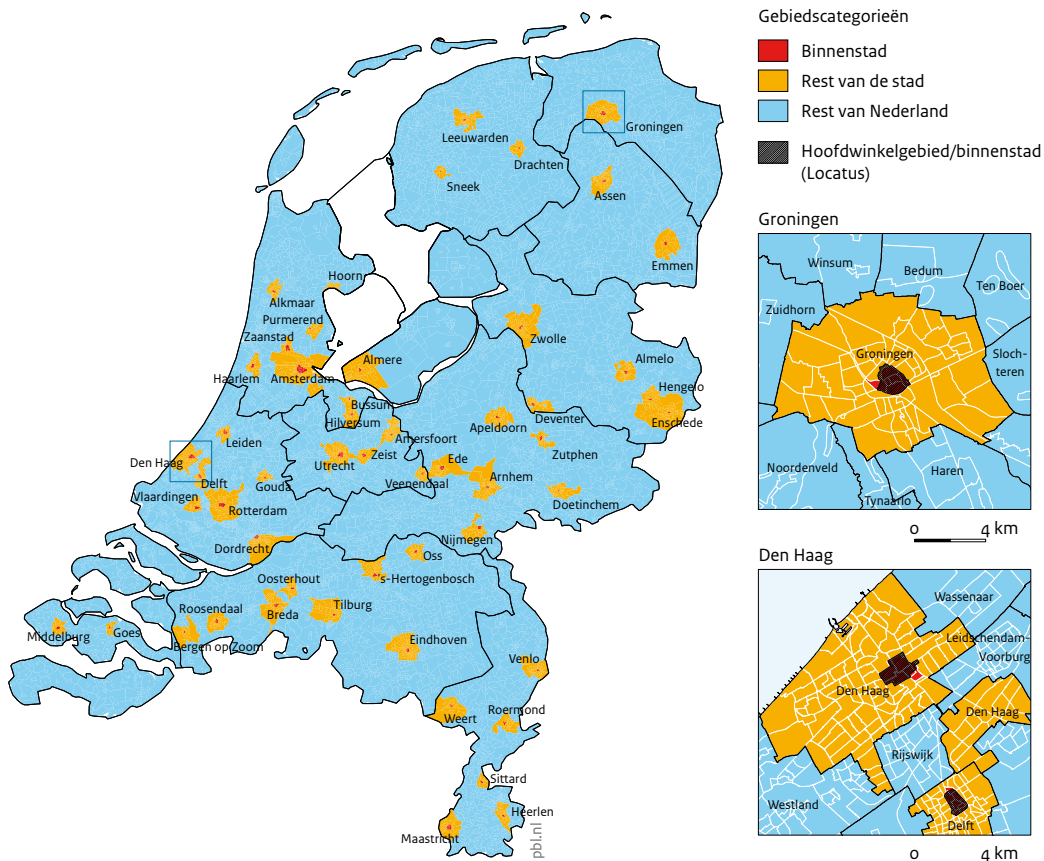 Gebiedscategorieën
Binnenstad
Rest van de stad
Rest van Nederland
Hoofdwinkelgebied/binnenstad
(Locatus)
Leeuwarden
Groningen
Drachten
Sneek
Assen
Emmen
Hoorn
Alkmaar
Purmerend
Zaanstad
Haarlem
Amsterdam
Almere
Zwolle
Almelo
Hengelo
Enschede
Bussum
Hilversum
Apeldoorn
Deventer
Leiden
Amersfoort
Den Haag
Utrecht
Zeist
Ede
Zutphen
Delft
Gouda
Veenendaal
Arnhem
Vlaardingen
Rotterdam
Doetinchem
Dordrecht
Nijmegen
Oss
's-Hertogenbosch
Oosterhout
Roosendaal
Breda
Tilburg
Middelburg
Goes
Bergen op Zoom
Eindhoven
Venlo
Weert
Roermond
Sittard
Heerlen
Maastricht
pbl.nl
Groningen
Winsum
Bedum
Ten Boer
Zuidhorn
Groningen
Sloch-
teren
Noordenveld
Haren
Tynaarlo
0 4 km
Den Haag
Wassenaar
Leidschendam-
Voorburg
Den Haag
Den Haag
Rijswijk
Westland
Delft
0 4 km